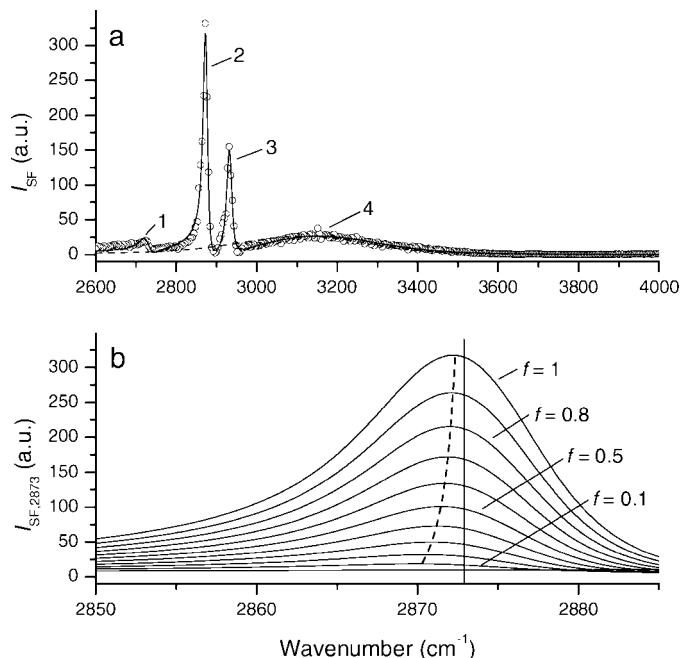 a
I_SF (a.u.)
350
300
250
200
150
100
50
0
1
2
3
4
2600 2800 3000 3200 3400 3600 3800 4000
b
I_SF,2873 (a.u.)
350
300
250
200
150
100
50
0
f = 1
f = 0.8
f = 0.5
f = 0.1
2850 2860 2870 2880
Wavenumber (cm⁻¹)